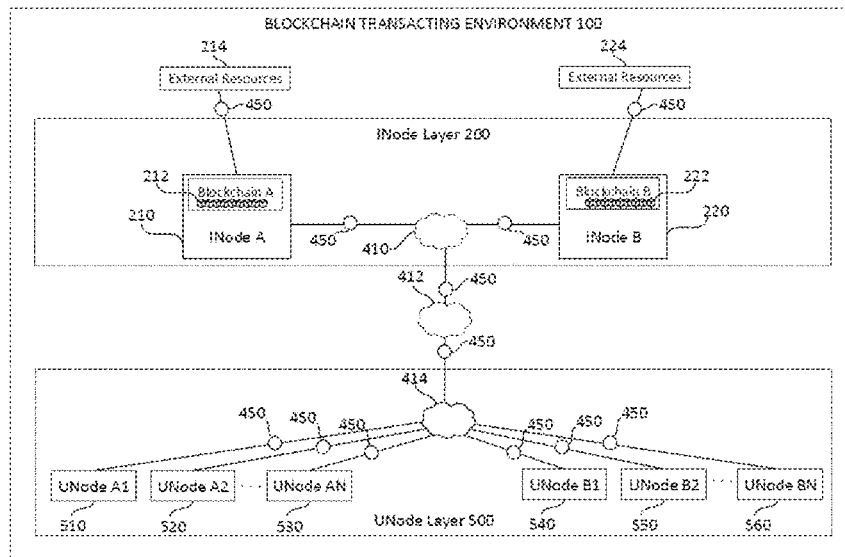 BLOCKCHAIN TRANSACTING ENVIRONMENT 100
214
224
External Resources
External Resources
450
450
INode Layer 200
212
Blockchain A
Blockchain B
222
210
INode A
450
410
450
INode B
220
450
412
450
414
450
450
450
450
450
450
UNode A1
UNode A2
...
UNode AN
UNode B1
UNode B2
...
UNode BN
510
520
530
UNode Layer 500
540
550
560